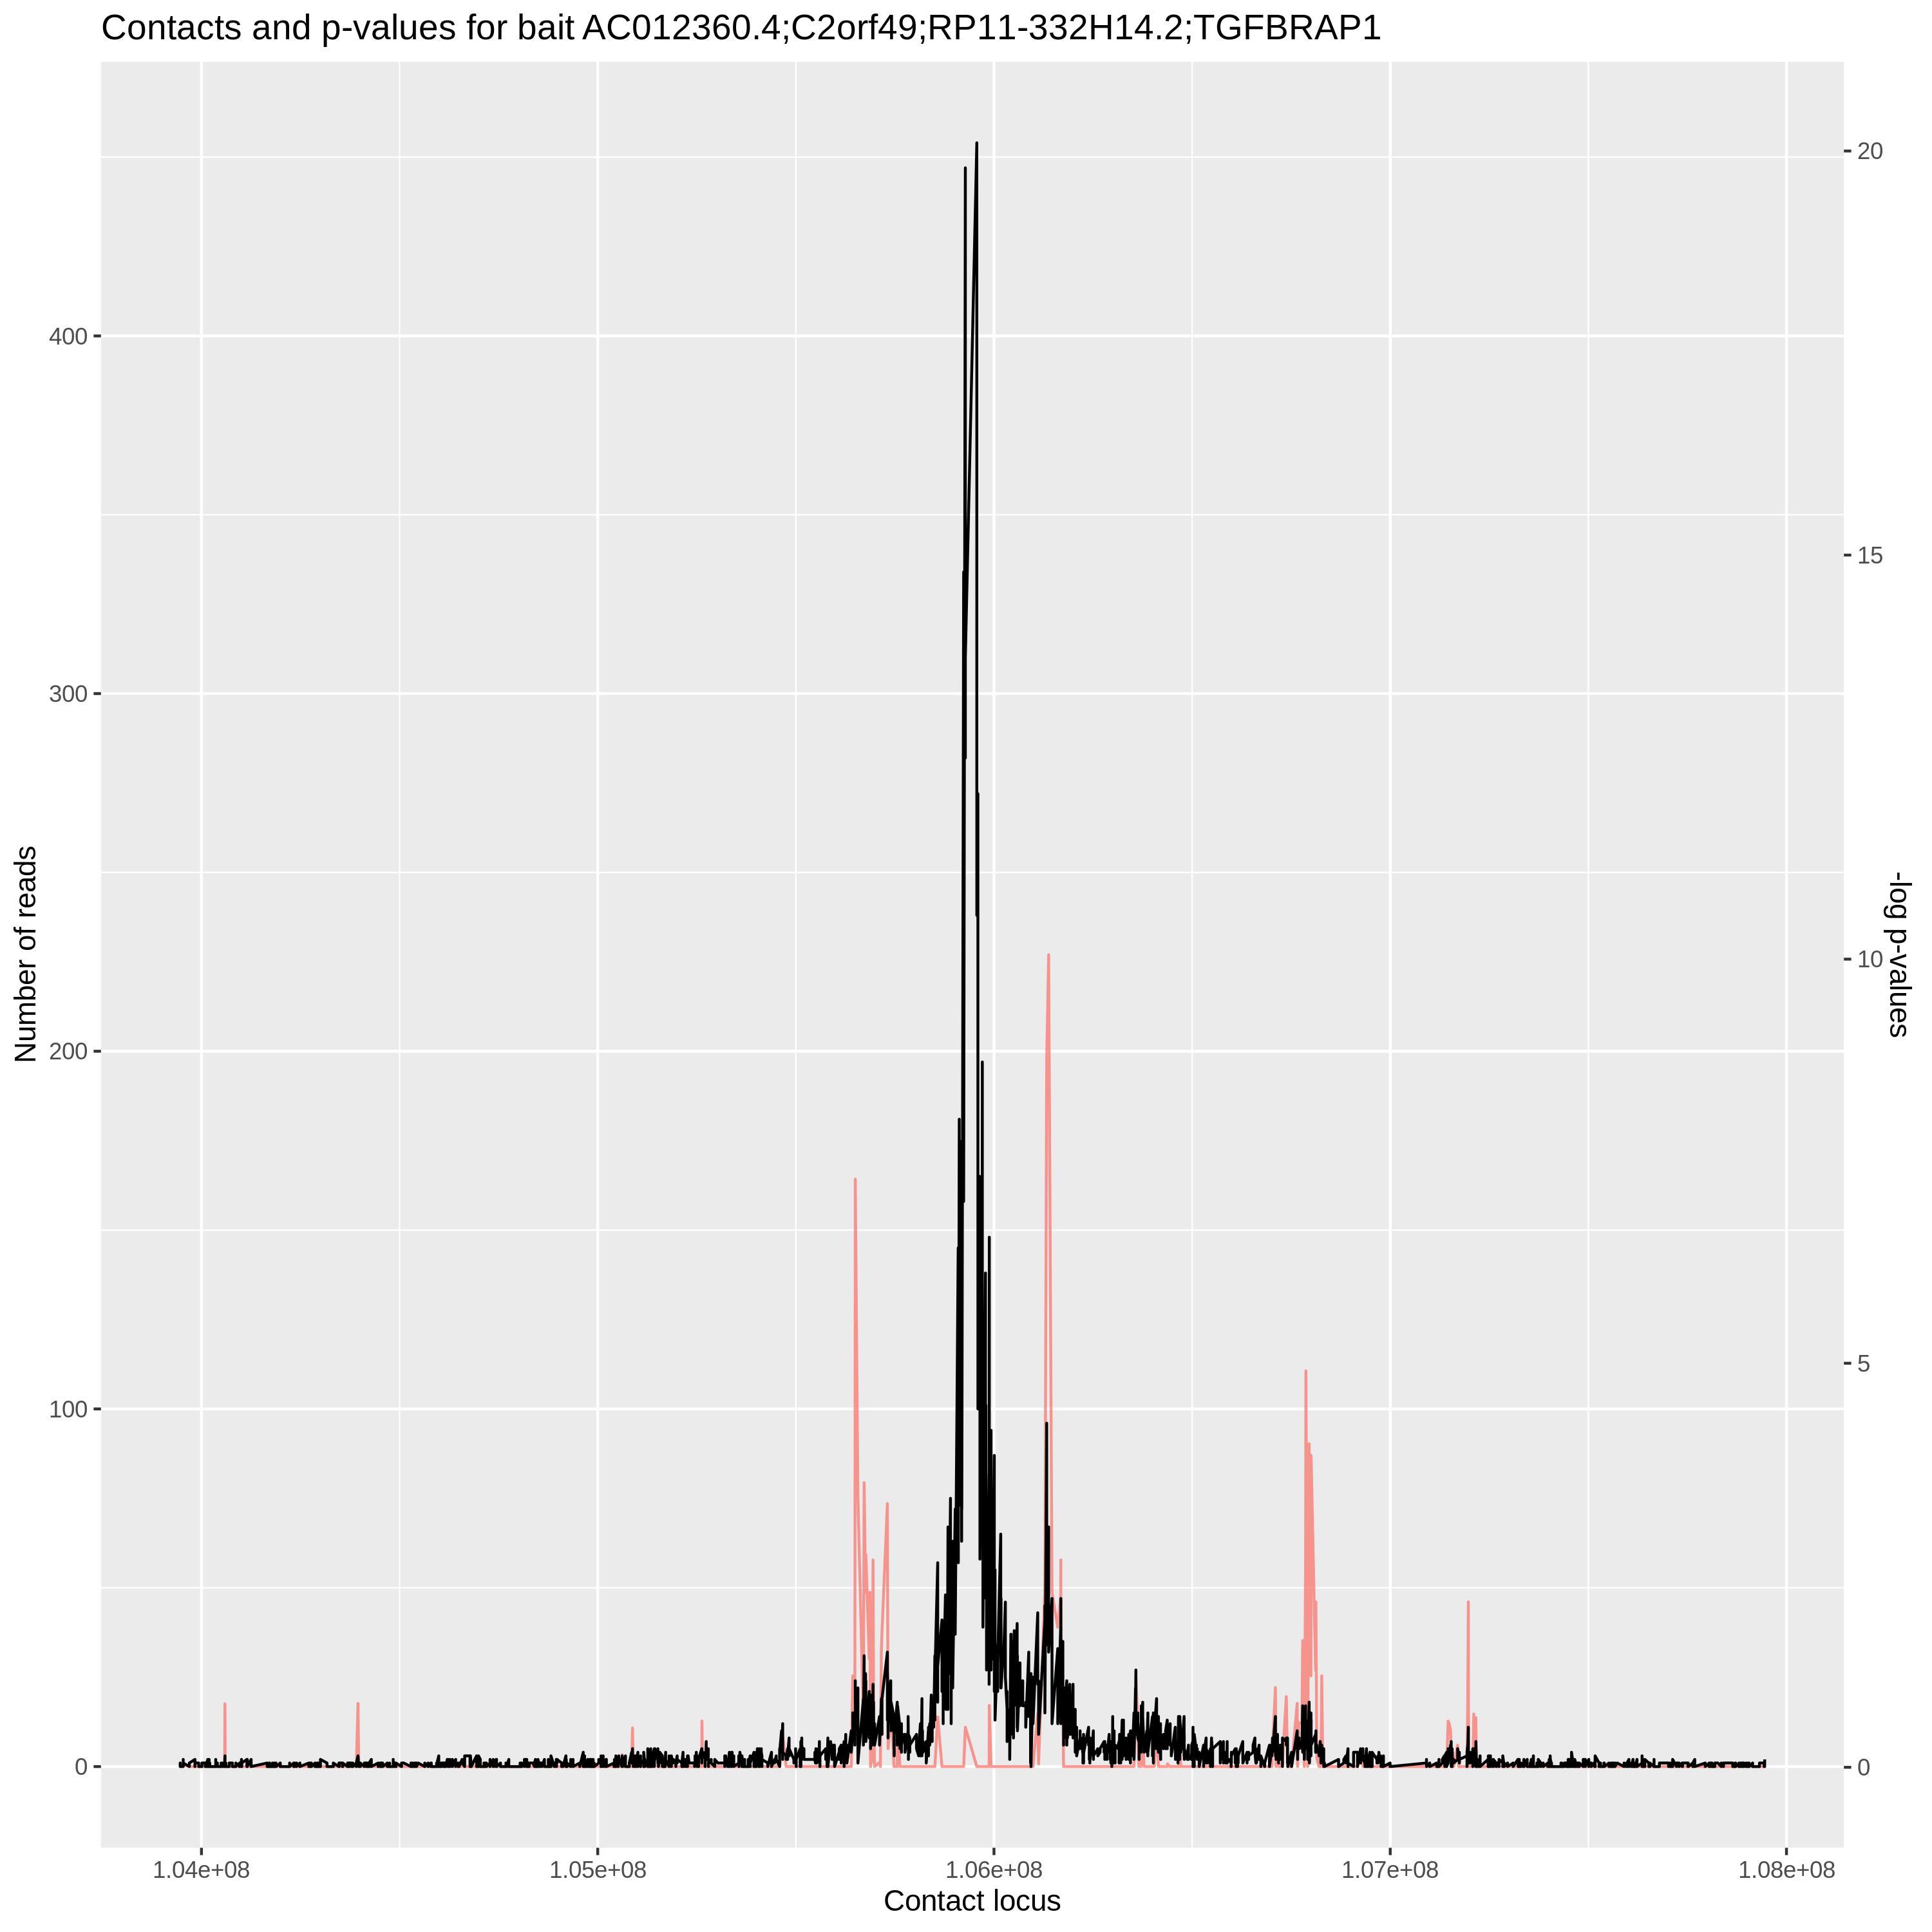 Contacts and p-values for bait AC012360.4;C2orf49;RP11-332H14.2;TGFBRAP1
Number of reads
400
300
200
100
0
20
15
10
5
0
-log p-values
1.04e+08 1.05e+08 1.06e+08 1.07e+08 1.08e+08
Contact locus